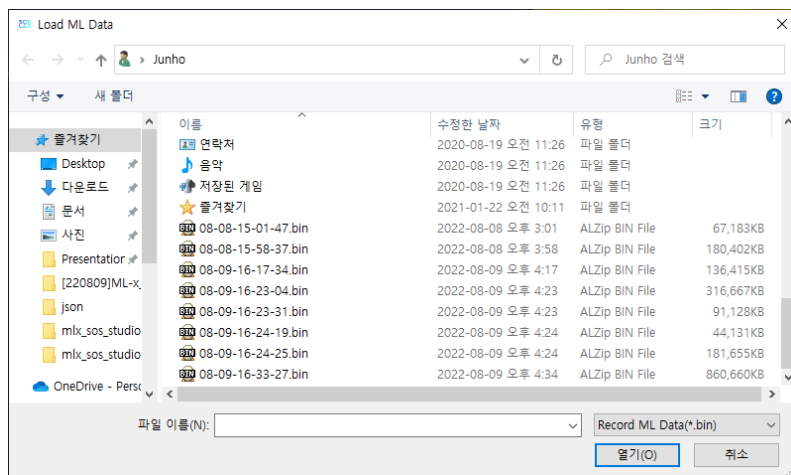 Load ML Data
Junho
Junho 검색
구성 새 폴더
이름 수정한 날짜 유형 크기
즐겨찾기
Desktop
다운로드
문서
사진
Presentation
[220809]ML-x_
json
mlx_sos_studio
mlx_sos_studio
OneDrive - Perso
연락처 2020-08-19 오전 11:26 파일 폴더
음악 2020-08-19 오전 11:26 파일 폴더
저장된 게임 2020-08-19 오전 11:26 파일 폴더
즐겨찾기 2021-01-22 오전 10:11 파일 폴더
BIN 08-08-15-01-47.bin 2022-08-08 오후 3:01 ALZip BIN File 67,183KB
BIN 08-08-15-58-37.bin 2022-08-08 오후 3:58 ALZip BIN File 180,402KB
BIN 08-09-16-17-34.bin 2022-08-09 오후 4:17 ALZip BIN File 136,415KB
BIN 08-09-16-23-04.bin 2022-08-09 오후 4:23 ALZip BIN File 316,667KB
BIN 08-09-16-23-31.bin 2022-08-09 오후 4:23 ALZip BIN File 91,128KB
BIN 08-09-16-24-19.bin 2022-08-09 오후 4:24 ALZip BIN File 44,131KB
BIN 08-09-16-24-25.bin 2022-08-09 오후 4:24 ALZip BIN File 181,655KB
BIN 08-09-16-33-27.bin 2022-08-09 오후 4:34 ALZip BIN File 860,660KB
파일 이름(N): Record ML Data(*.bin)
열기(O) 취소